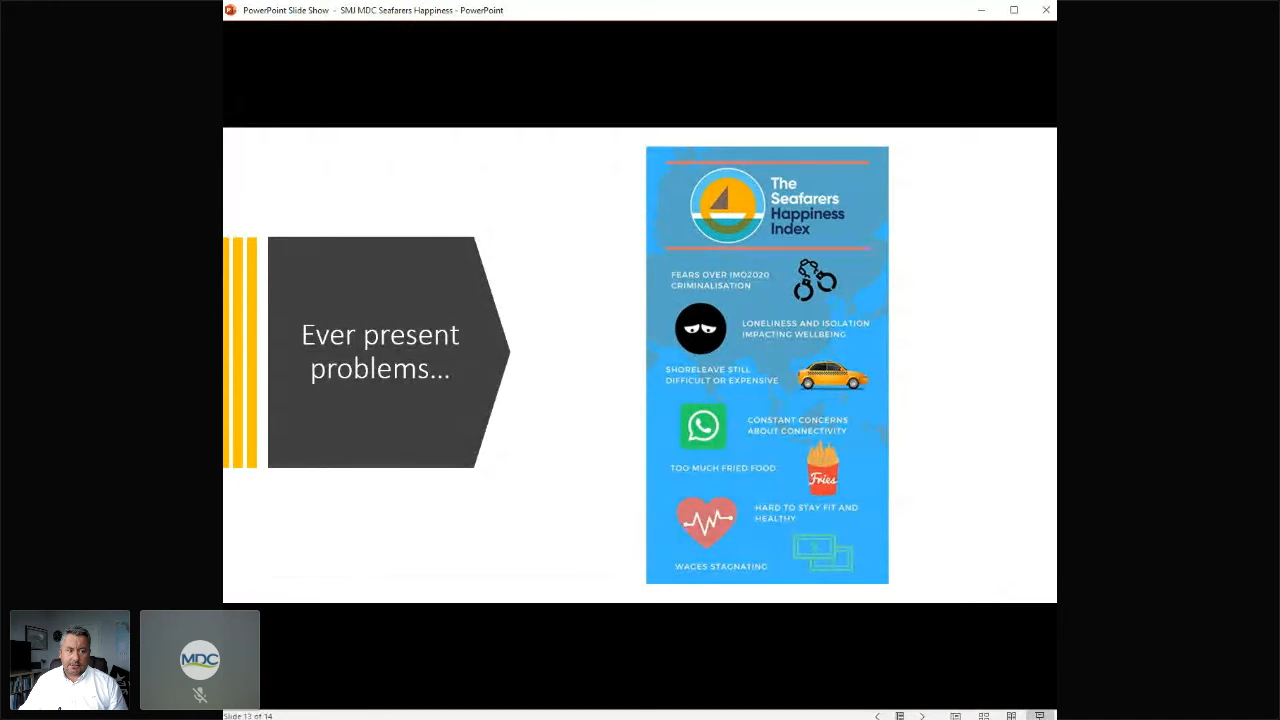 PowerPoint Slide Show - SMJ MDC Seafarers Happiness - PowerPoint
The
Seafarers
Happiness
Index
Ever present
problems...
FEARS OVER IMO2020
CRIMINALISATION
LONELINESS AND ISOLATION
IMPACTING WELLBEING
SHORELEAVE STILL
DIFFICULT OR EXPENSIVE
CONSTANT CONCERNS
ABOUT CONNECTIVITY
TOO MUCH FRIED FOOD
Fries
HARD TO STAY FIT AND
HEALTHY
WAGES STAGNATING
MDC
Slide 13 of 14